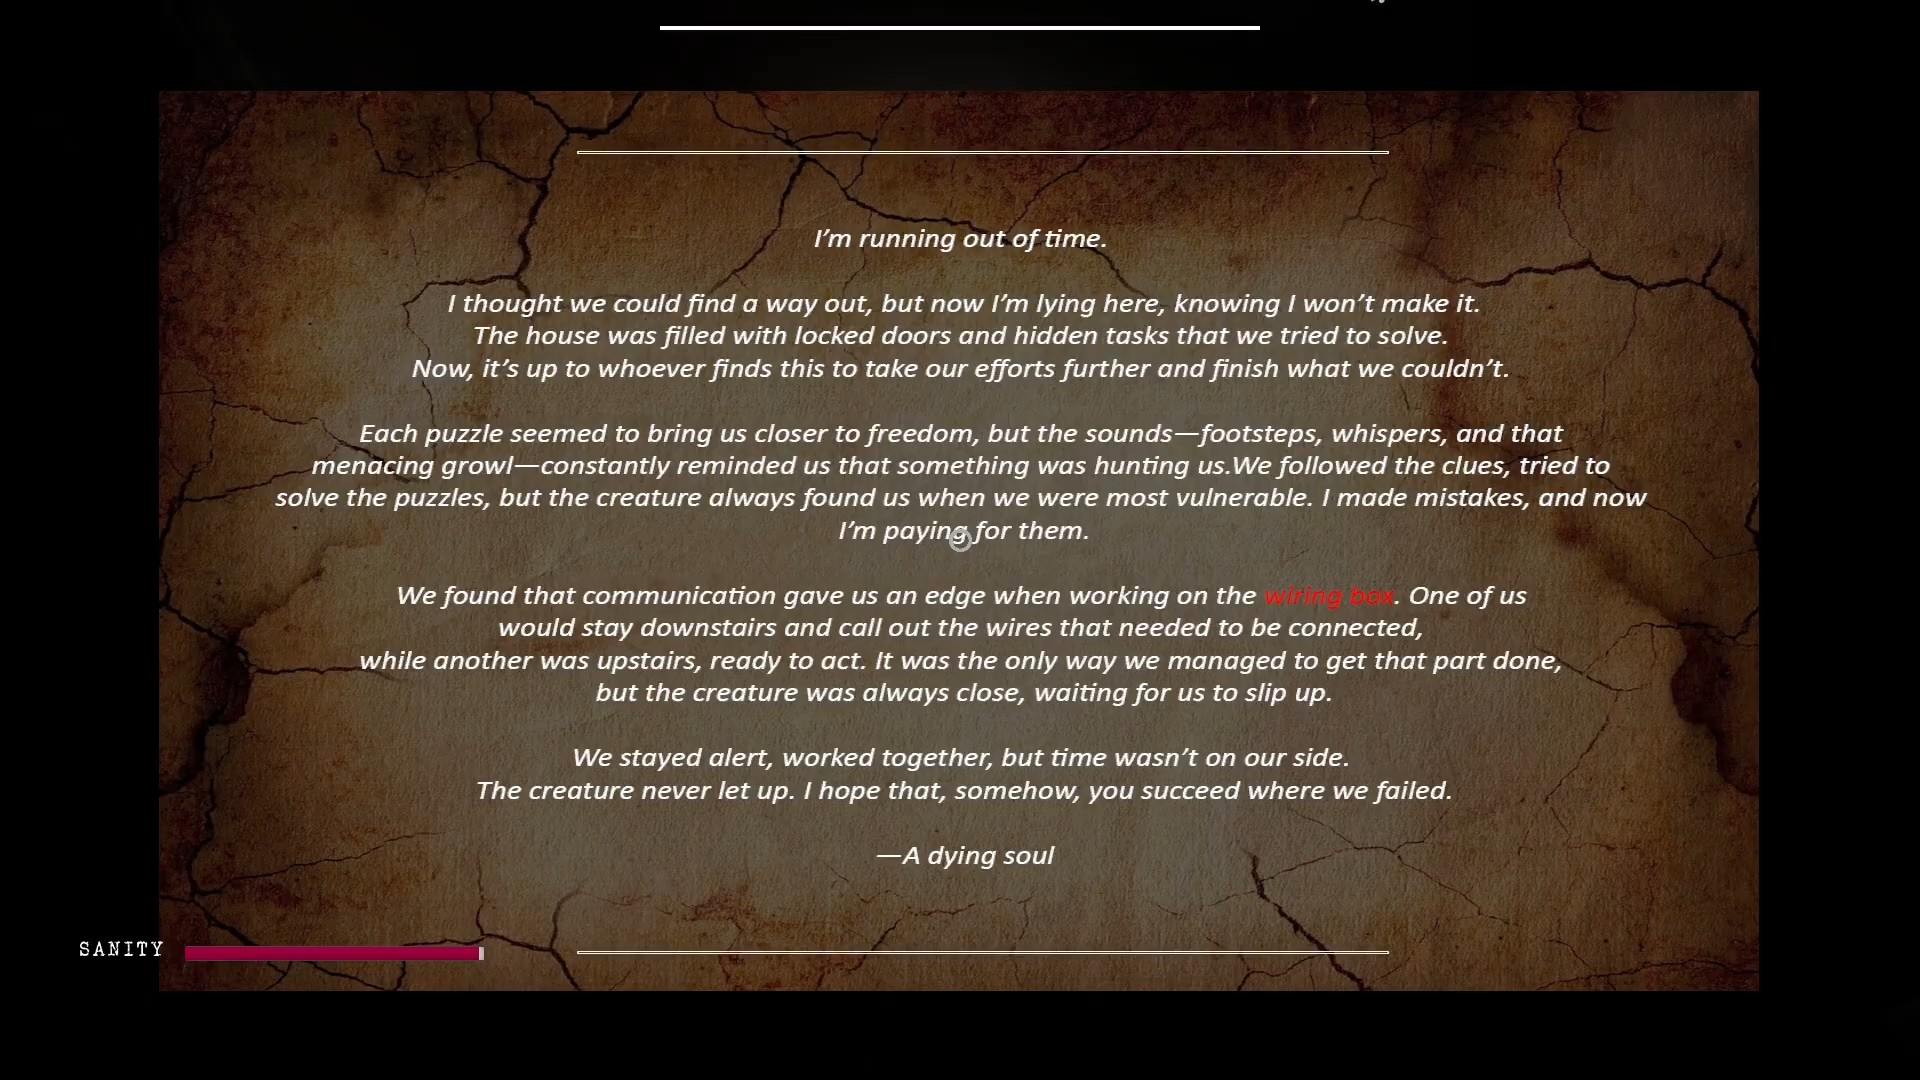 I'm running out of time.
I thought we could find a way out, but now I'm lying here, knowing I won't make it.
The house was filled with locked doors and hidden tasks that we tried to solve.
Now, it's up to whoever finds this to take our efforts further and finish what we couldn't.
Each puzzle seemed to bring us closer to freedom, but the sounds—footsteps, whispers, and that
menacing growl—constantly reminded us that something was hunting us.We followed the clues, tried to
solve the puzzles, but the creature always found us when we were most vulnerable. I made mistakes, and now
I'm paying for them.
We found that communication gave us an edge when working on the wiring box. One of us
would stay downstairs and call out the wires that needed to be connected,
while another was upstairs, ready to act. It was the only way we managed to get that part done,
but the creature was always close, waiting for us to slip up.
We stayed alert, worked together, but time wasn't on our side.
The creature never let up. I hope that, somehow, you succeed where we failed.
—A dying soul
SANITY